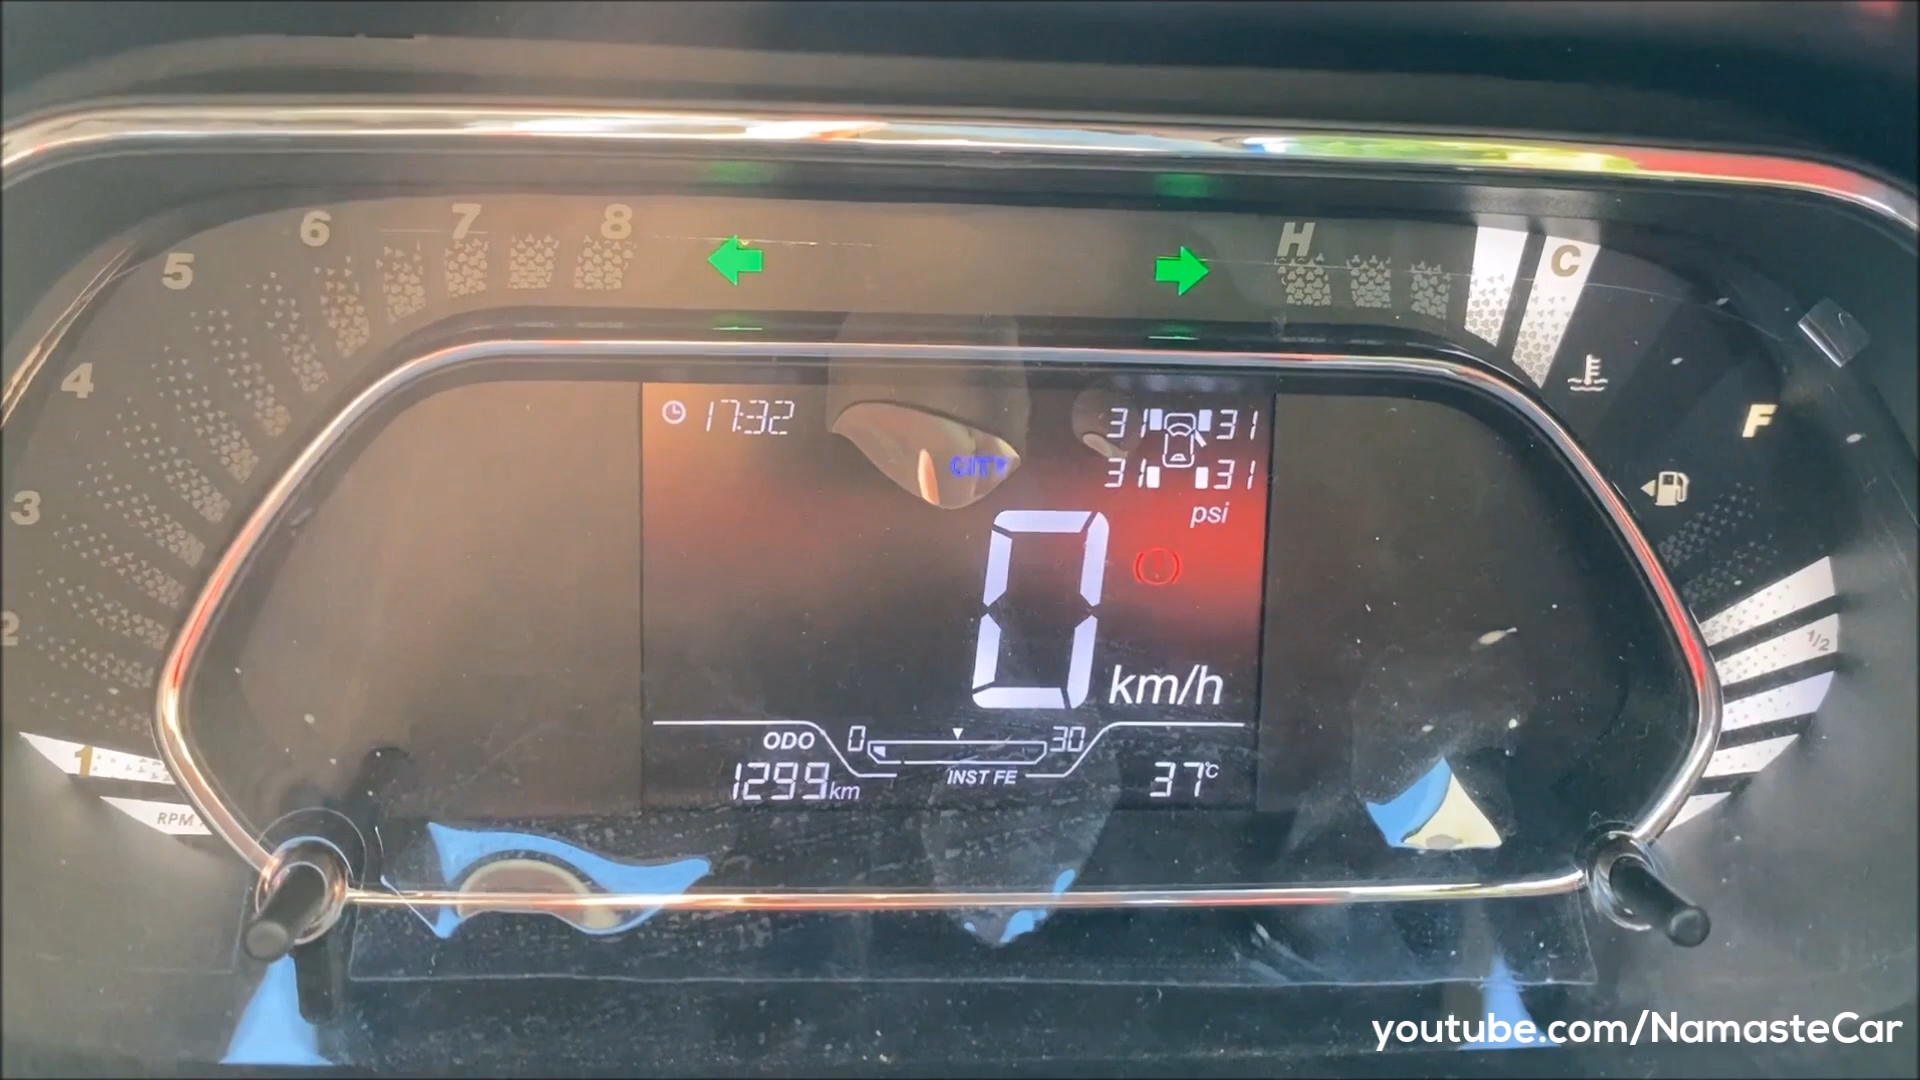 6 7 8 H C
5
4
3
2
1
RPM
F
1/2
17:32
CITY
31 31
31 31
psi
0 km/h
ODO 0 30
1299km INST FE 37°C
youtube.com/NamasteCar